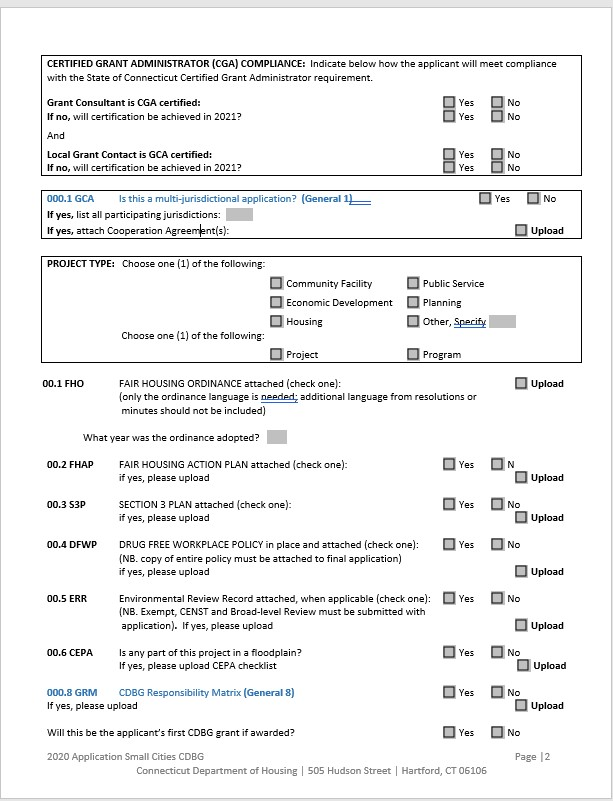 CERTIFIED GRANT ADMINISTRATOR (CGA) COMPLIANCE: Indicate below how the applicant will meet compliance
with the State of Connecticut Certified Grant Administrator requirement.
Grant Consultant is CGA certified: Yes No
If no, will certification be achieved in 2021? Yes No
And
Local Grant Contact is GCA certified: Yes No
If no, will certification be achieved in 2021? Yes No
000.1 GCA Is this a multi-jurisdictional application? (General 1) Yes No
If yes, list all participating jurisdictions:
If yes, attach Cooperation Agreement(s): Upload
PROJECT TYPE: Choose one (1) of the following:
Community Facility Public Service
Economic Development Planning
Housing Other, Specify
Choose one (1) of the following:
Project Program
00.1 FHO FAIR HOUSING ORDINANCE attached (check one): Upload
(only the ordinance language is needed; additional language from resolutions or
minutes should not be included)
What year was the ordinance adopted?
00.2 FHAP FAIR HOUSING ACTION PLAN attached (check one): Yes N
if yes, please upload Upload
00.3 S3P SECTION 3 PLAN attached (check one): Yes No
if yes, please upload Upload
00.4 DFWP DRUG FREE WORKPLACE POLICY in place and attached (check one): Yes No
(NB. copy of entire policy must be attached to final application)
if yes, please upload Upload
00.5 ERR Environmental Review Record attached, when applicable (check one): Yes No
(NB. Exempt, CENST and Broad-level Review must be submitted with
application). If yes, please upload Upload
00.6 CEPA Is any part of this project in a floodplain? Yes No
If yes, please upload CEPA checklist Upload
000.8 GRM CDBG Responsibility Matrix (General 8) Yes No
If yes, please upload Upload
Will this be the applicant's first CDBG grant if awarded? Yes No
2020 Application Small Cities CDBG Page |2
Connecticut Department of Housing | 505 Hudson Street | Hartford, CT 06106